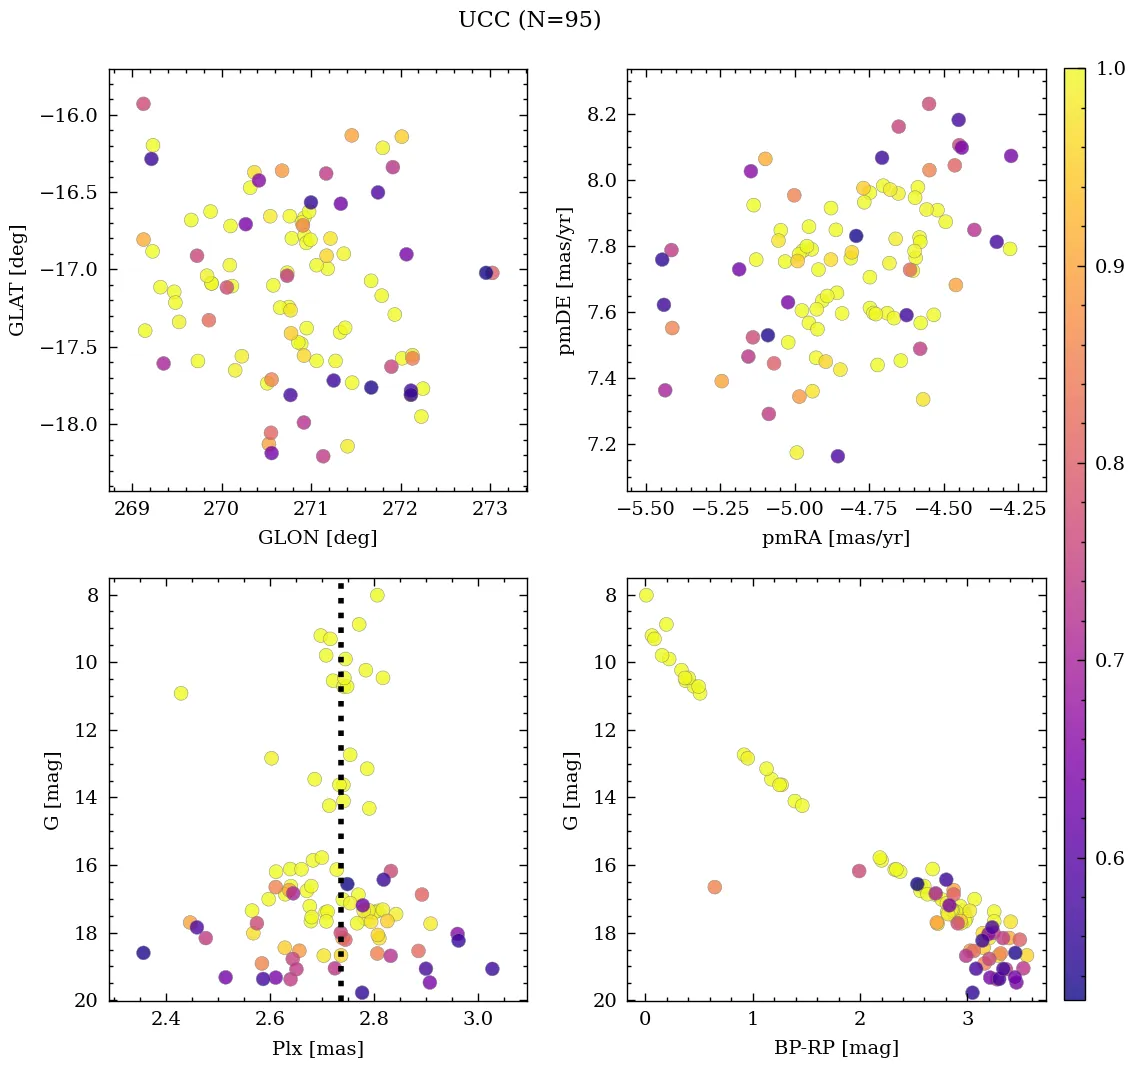 UCC (N=95)
−16.0
−16.5
−17.0
−17.5
−18.0
GLAT [deg]
269 270 271 272 273
GLON [deg]
8.2
8.0
7.8
7.6
7.4
7.2
pmDE [mas/yr]
−5.50 −5.25 −5.00 −4.75 −4.50 −4.25
pmRA [mas/yr]
1.0
0.9
0.8
0.7
0.6
8
10
12
14
16
18
20
G [mag]
2.4 2.6 2.8 3.0
Plx [mas]
8
10
12
14
16
18
20
G [mag]
0 1 2 3
BP-RP [mag]